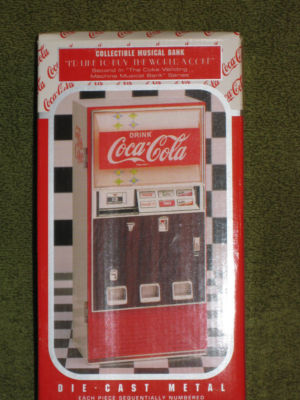 COLLECTIBLE MUSICAL BANK
"I'D LIKE TO BUY THE WORLD A COKE"
Second in "The Coke Vending
Machine Musical Bank" Series
DRINK
Coca-Cola
DIE-CAST METAL
EACH PIECE SEQUENTIALLY NUMBERED